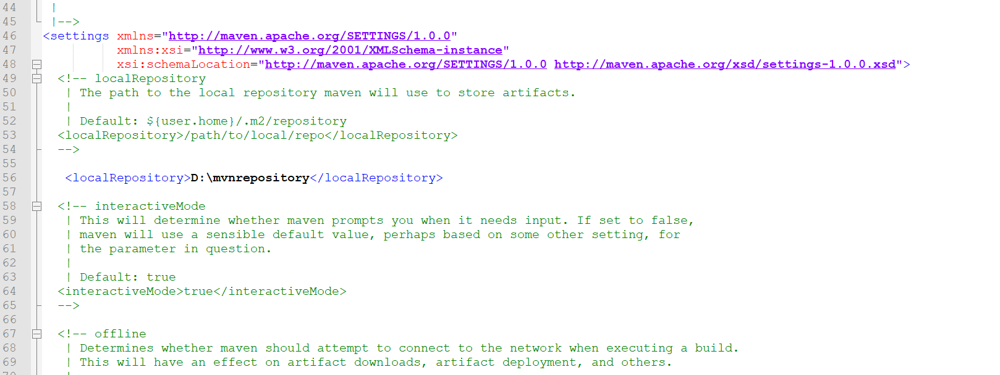 44 |
45 |-->
46 <settings xmlns="http://maven.apache.org/SETTINGS/1.0.0"
47 xmlns:xsi="http://www.w3.org/2001/XMLSchema-instance"
48 xsi:schemaLocation="http://maven.apache.org/SETTINGS/1.0.0 http://maven.apache.org/xsd/settings-1.0.0.xsd">
49 <!-- localRepository
50 | The path to the local repository maven will use to store artifacts.
51 |
52 | Default: ${user.home}/.m2/repository
53 <localRepository>/path/to/local/repo</localRepository>
54 -->
55
56 <localRepository>D:\mvnrepository</localRepository>
57
58 <!-- interactiveMode
59 | This will determine whether maven prompts you when it needs input. If set to false,
60 | maven will use a sensible default value, perhaps based on some other setting, for
61 | the parameter in question.
62 |
63 | Default: true
64 <interactiveMode>true</interactiveMode>
65 -->
66
67 <!-- offline
68 | Determines whether maven should attempt to connect to the network when executing a build.
69 | This will have an effect on artifact downloads, artifact deployment, and others.
70 |